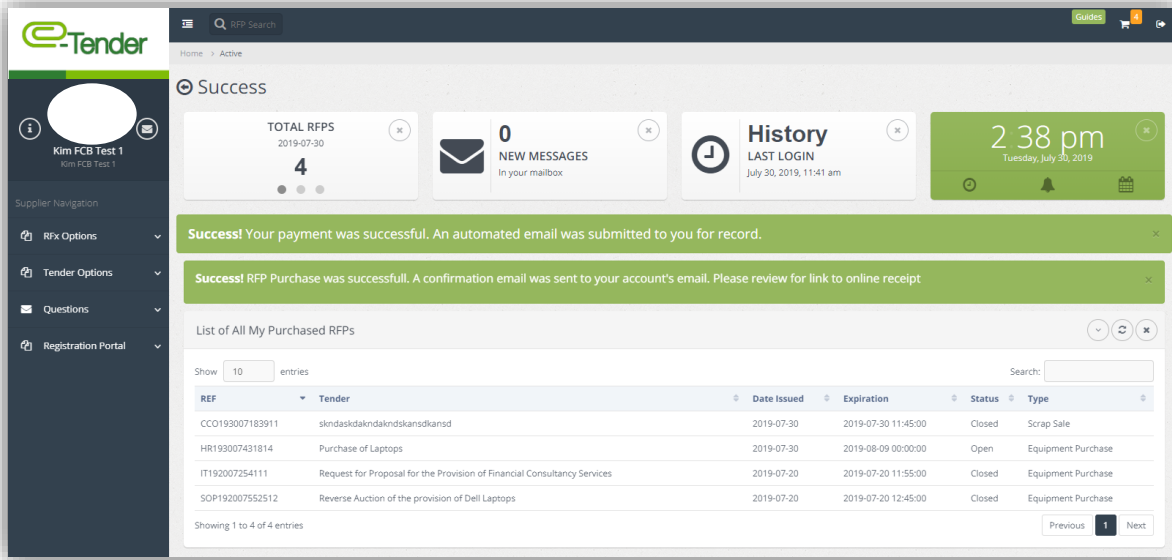 e-Tender
RFP Search
Guides
4
Home > Active
Success
TOTAL RFPS
2019-07-30
4
0
NEW MESSAGES
In your mailbox
History
LAST LOGIN
July 30, 2019, 11:41 am
2:38 pm
Tuesday, July 30, 2019
Kim FCB Test 1
Kim FCB Test 1
Supplier Navigation
RFx Options
Tender Options
Questions
Registration Portal
Success! Your payment was successful. An automated email was submitted to you for record.
Success! RFP Purchase was successfull. A confirmation email was sent to your account's email. Please review for link to online receipt
List of All My Purchased RFPs
Show 10 entries
Search:
REF Tender Date Issued Expiration Status Type
CCO193007183911 skndaskdakndakndskansdkansd 2019-07-30 2019-07-30 11:45:00 Closed Scrap Sale
HR193007431814 Purchase of Laptops 2019-07-30 2019-08-09 00:00:00 Open Equipment Purchase
IT192007254111 Request for Proposal for the Provision of Financial Consultancy Services 2019-07-20 2019-07-20 11:55:00 Closed Equipment Purchase
SOP192007552512 Reverse Auction of the provision of Dell Laptops 2019-07-20 2019-07-20 12:45:00 Closed Equipment Purchase
Showing 1 to 4 of 4 entries
Previous 1 Next